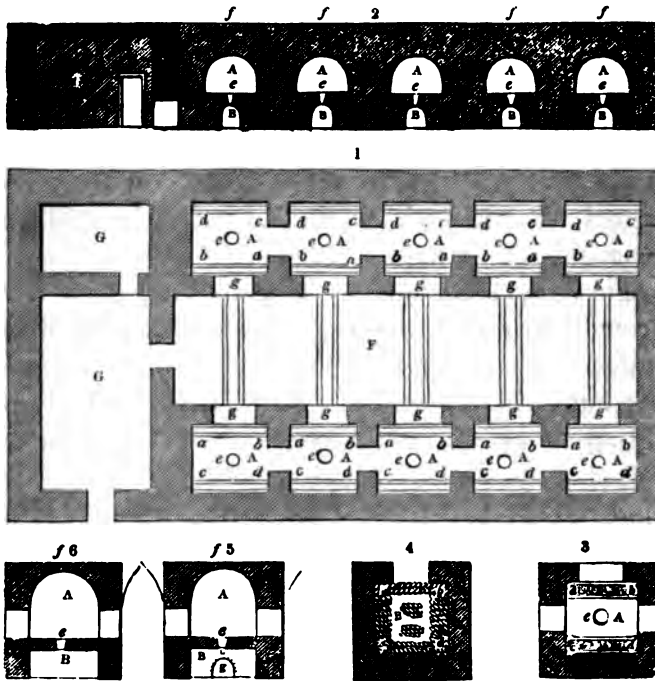 f f 2 f f
A A A A A
e e e e e
B B B B B
1
d c d c d c d c d c
G e A e A e A e A e A
b a b a b a b a b a
g g g g g
F
G
g g g g g
a b a b a b a b a b
e A e A e A e A e A
c d c d c d c d c d
f 6 f 5 4 3
A A
e e B e A
B B g